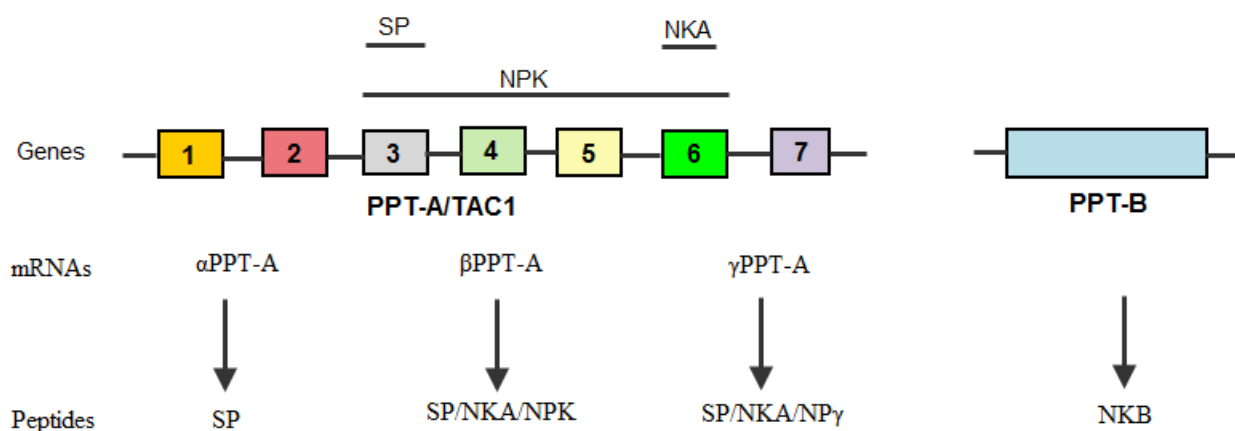 SP NKA
NPK
Genes 1 2 3 4 5 6 7
PPT-A/TAC1 PPT-B
mRNAs αPPT-A βPPT-A γPPT-A
Peptides SP SP/NKA/NPK SP/NKA/NPγ NKB